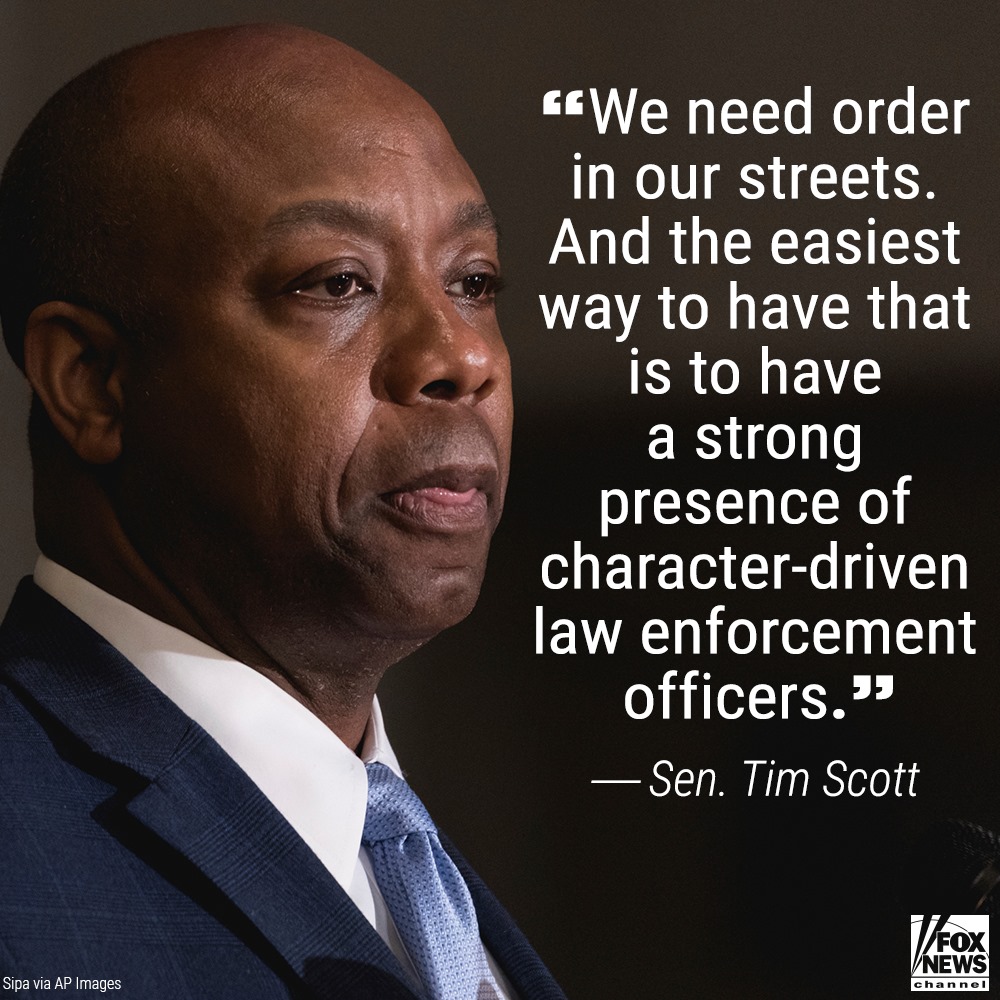 “We need order
in our streets.
And the easiest
way to have that
is to have
a strong
presence of
character-driven
law enforcement
officers.”
— Sen. Tim Scott
Sipa via AP Images
FOX
NEWS
channel